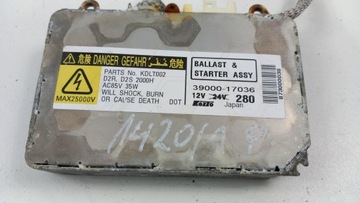 危険 DANGER GEFAHR 危险
MAX25000V
PARTS No. KDLT002
D2R, D2S 2000H
AC85V 35W
WILL SHOCK, BURN
OR CAUSE DEATH DOT
BALLAST &
STARTER ASSY
39000-17036
12V 24V 280
Japan